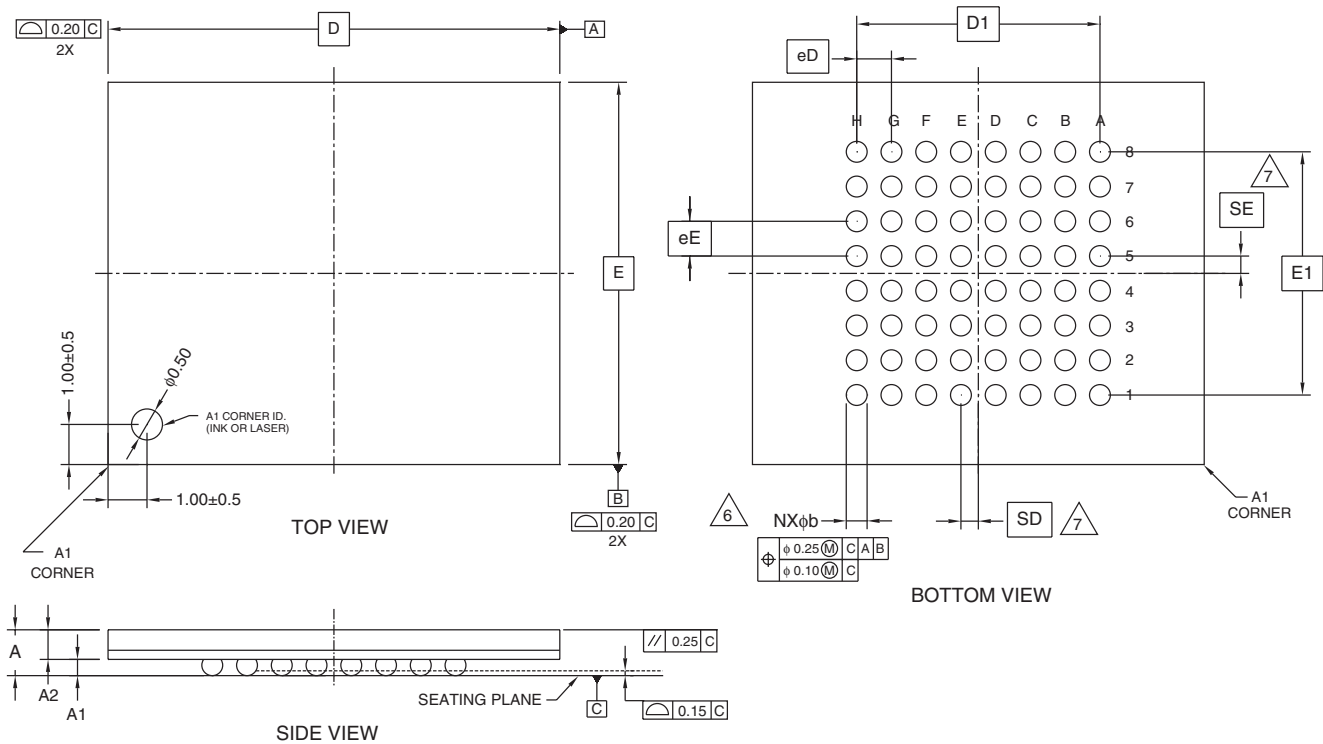 ⌓ 0.20 C
2X
D
A
E
1.00±0.5
ϕ0.50
A1 CORNER ID.
(INK OR LASER)
1.00±0.5
B
⌓ 0.20 C
2X
TOP VIEW
A1
CORNER
D1
eD
H G F E D C B A
8
7
6
5
4
3
2
1
7
SE
eE
E1
6
NXϕb
SD
7
⌖ ϕ 0.25 Ⓜ C A B
ϕ 0.10 Ⓜ C
A1
CORNER
BOTTOM VIEW
A
A2
A1
// 0.25 C
SEATING PLANE
C
⌓ 0.15 C
SIDE VIEW